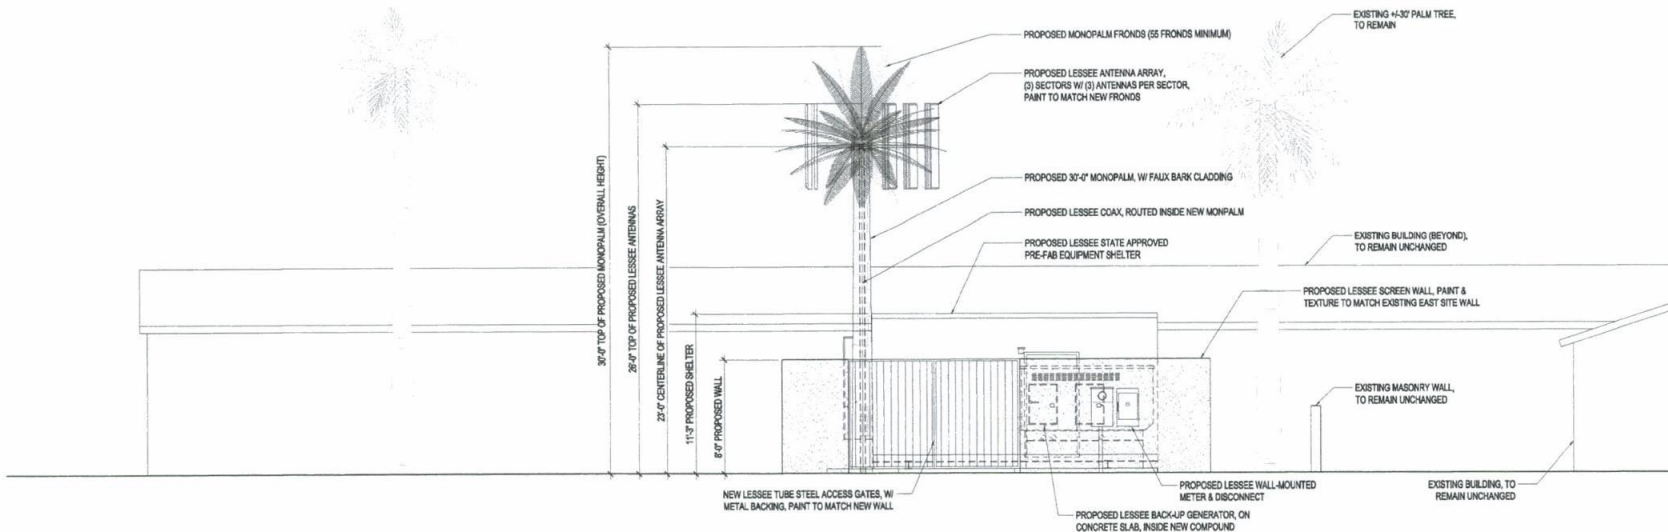 EXISTING +/-30' PALM TREE,
TO REMAIN
PROPOSED MONOPALM FRONDS (55 FRONDS MINIMUM)
PROPOSED LESSEE ANTENNA ARRAY,
(3) SECTORS W/ (3) ANTENNAS PER SECTOR,
PAINT TO MATCH NEW FRONDS
PROPOSED 30'-0" MONOPALM, W/ FAUX BARK CLADDING
PROPOSED LESSEE COAX, ROUTED INSIDE NEW MONPALM
PROPOSED LESSEE STATE APPROVED
PRE-FAB EQUIPMENT SHELTER
EXISTING BUILDING (BEYOND),
TO REMAIN UNCHANGED
PROPOSED LESSEE SCREEN WALL, PAINT &
TEXTURE TO MATCH EXISTING EAST SITE WALL
30'-0" TOP OF PROPOSED MONOPALM (OVERALL HEIGHT)
26'-0" TOP OF PROPOSED LESSEE ANTENNAS
23'-0" CENTERLINE OF PROPOSED LESSEE ANTENNA ARRAY
11'-3" PROPOSED SHELTER
8'-0" PROPOSED WALL
EXISTING MASONRY WALL,
TO REMAIN UNCHANGED
NEW LESSEE TUBE STEEL ACCESS GATES, W/
METAL BACKING, PAINT TO MATCH NEW WALL
PROPOSED LESSEE WALL-MOUNTED
METER & DISCONNECT
PROPOSED LESSEE BACK-UP GENERATOR, ON
CONCRETE SLAB, INSIDE NEW COMPOUND
EXISTING BUILDING, TO
REMAIN UNCHANGED